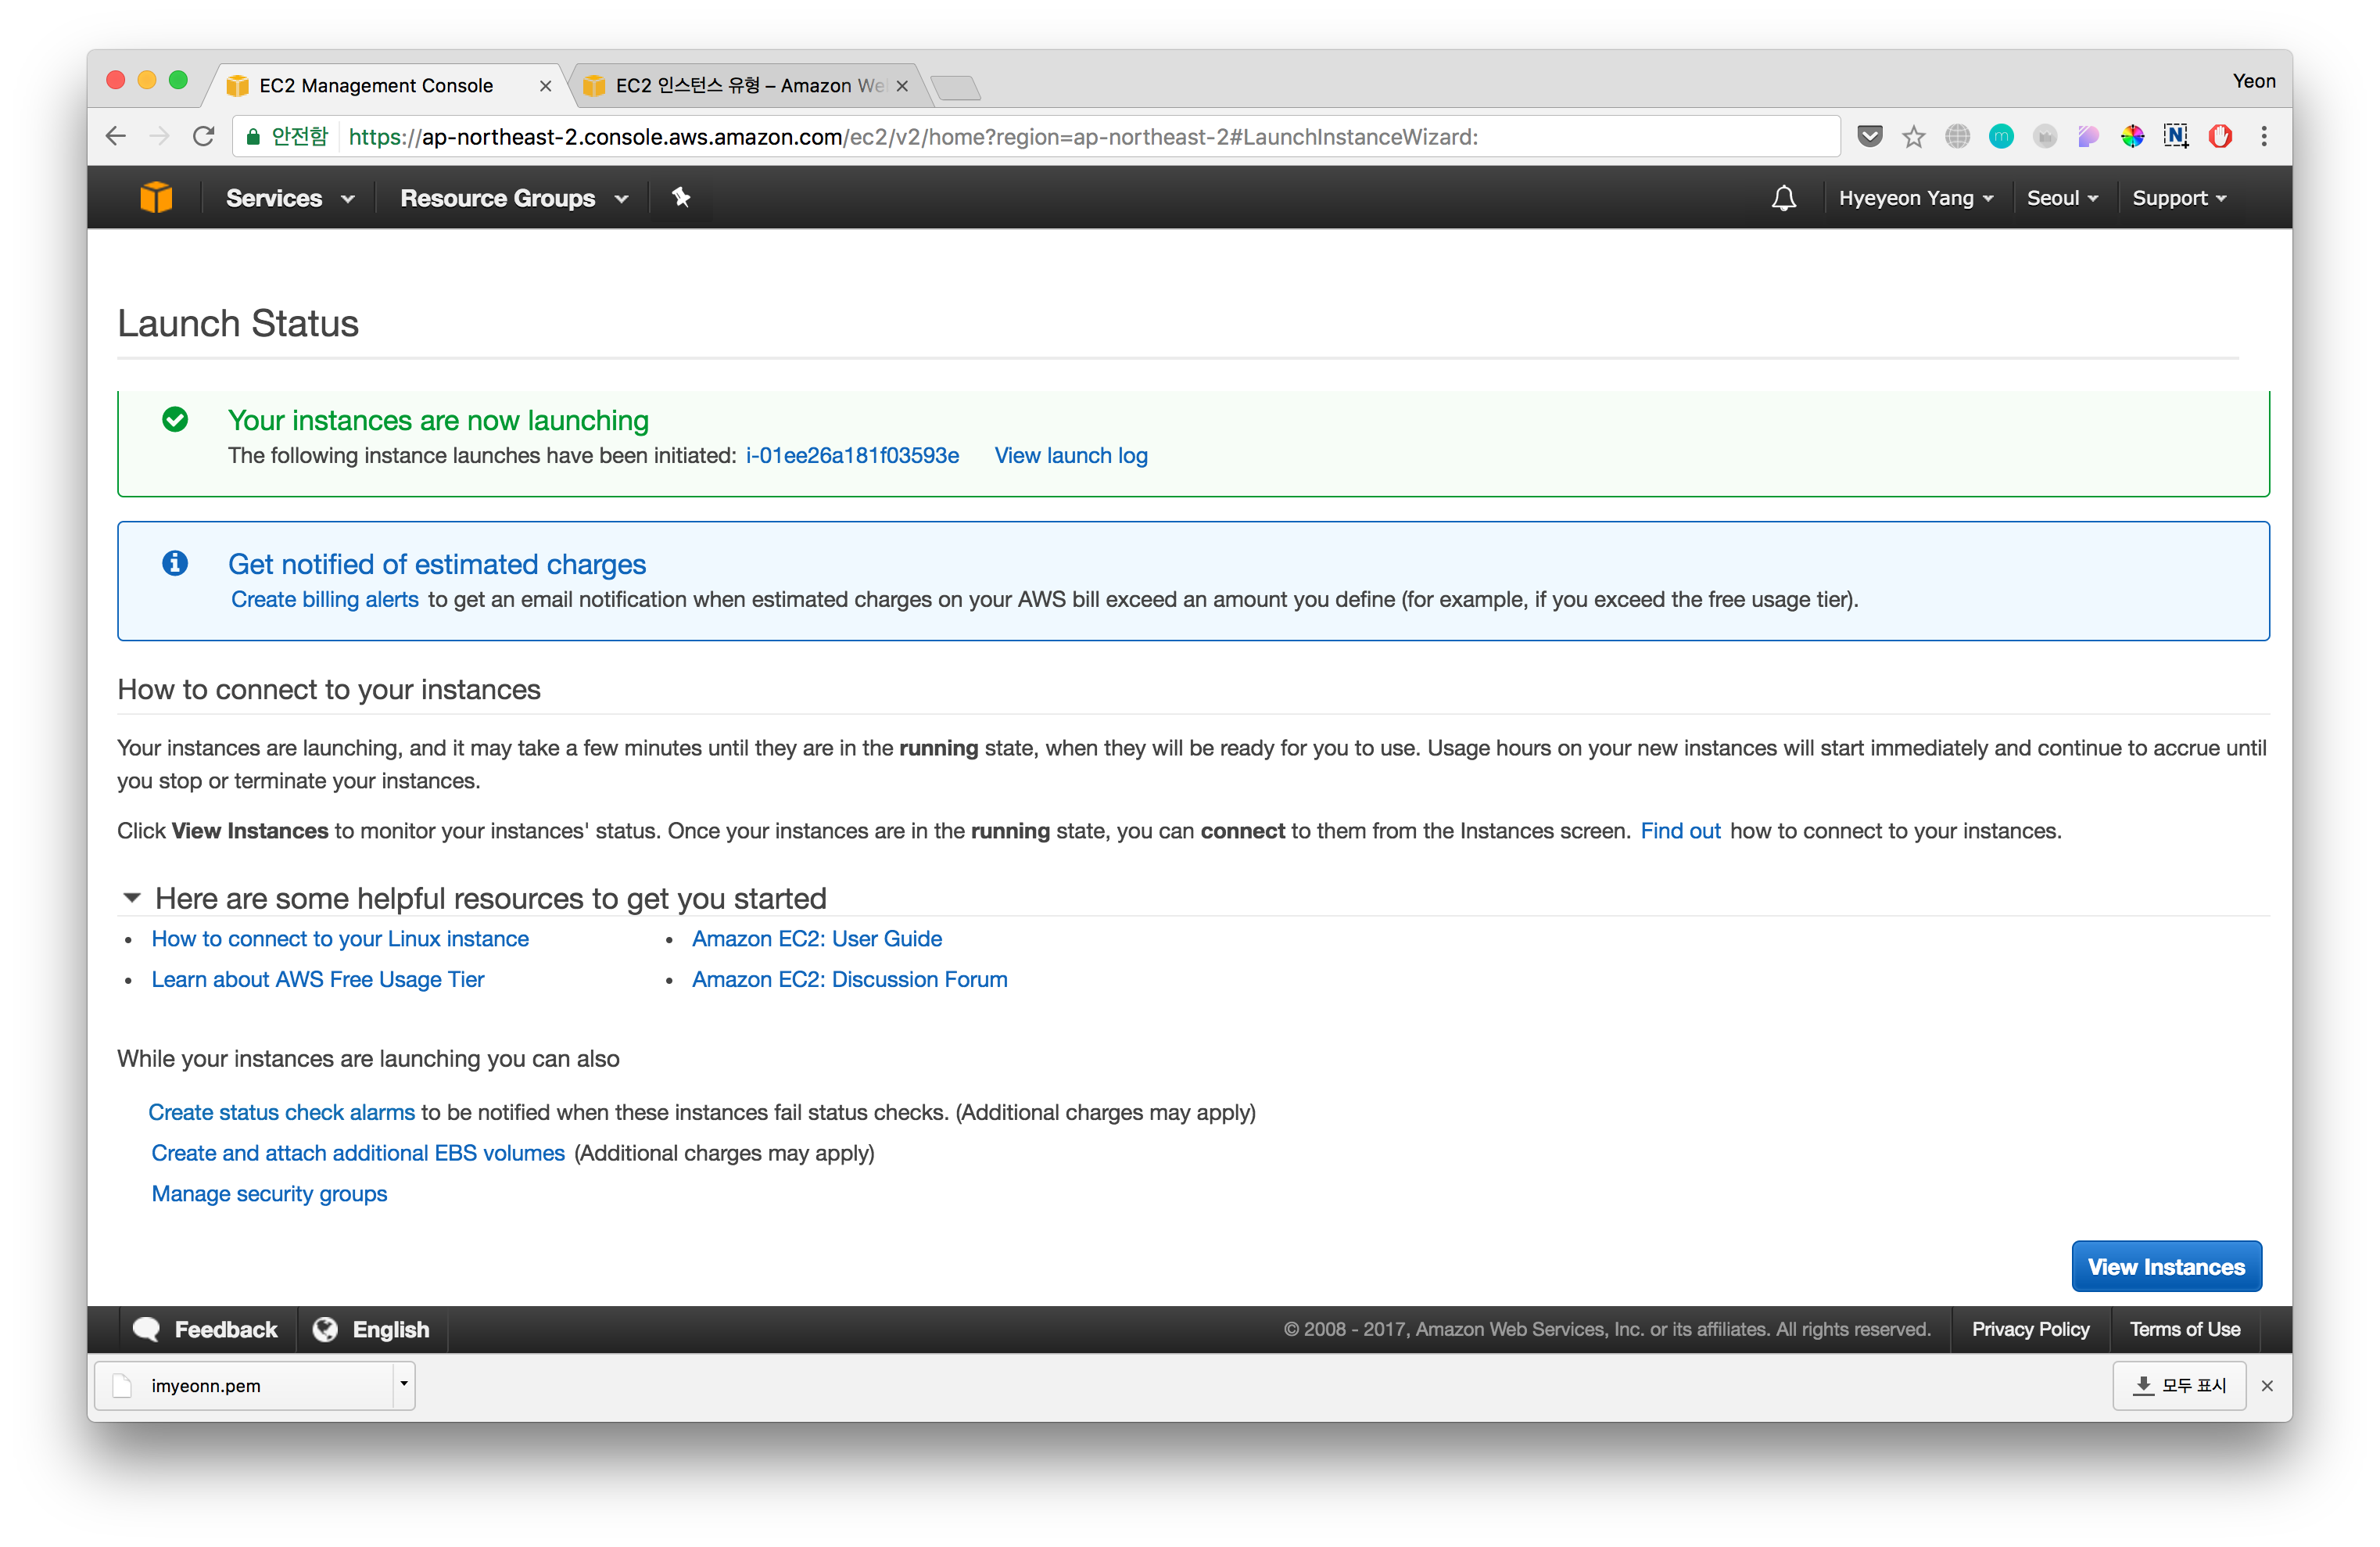 EC2 Management Console
EC2 인스턴스 유형 – Amazon We
Yeon
안전함 https://ap-northeast-2.console.aws.amazon.com/ec2/v2/home?region=ap-northeast-2#LaunchInstanceWizard:
Services Resource Groups Hyeyeon Yang Seoul Support
Launch Status
Your instances are now launching
The following instance launches have been initiated: i-01ee26a181f03593e View launch log
Get notified of estimated charges
Create billing alerts to get an email notification when estimated charges on your AWS bill exceed an amount you define (for example, if you exceed the free usage tier).
How to connect to your instances
Your instances are launching, and it may take a few minutes until they are in the running state, when they will be ready for you to use. Usage hours on your new instances will start immediately and continue to accrue until
you stop or terminate your instances.
Click View Instances to monitor your instances' status. Once your instances are in the running state, you can connect to them from the Instances screen. Find out how to connect to your instances.
Here are some helpful resources to get you started
• How to connect to your Linux instance
• Amazon EC2: User Guide
• Learn about AWS Free Usage Tier
• Amazon EC2: Discussion Forum
While your instances are launching you can also
Create status check alarms to be notified when these instances fail status checks. (Additional charges may apply)
Create and attach additional EBS volumes (Additional charges may apply)
Manage security groups
View Instances
Feedback English © 2008 - 2017, Amazon Web Services, Inc. or its affiliates. All rights reserved. Privacy Policy Terms of Use
imyeonn.pem
모두 표시